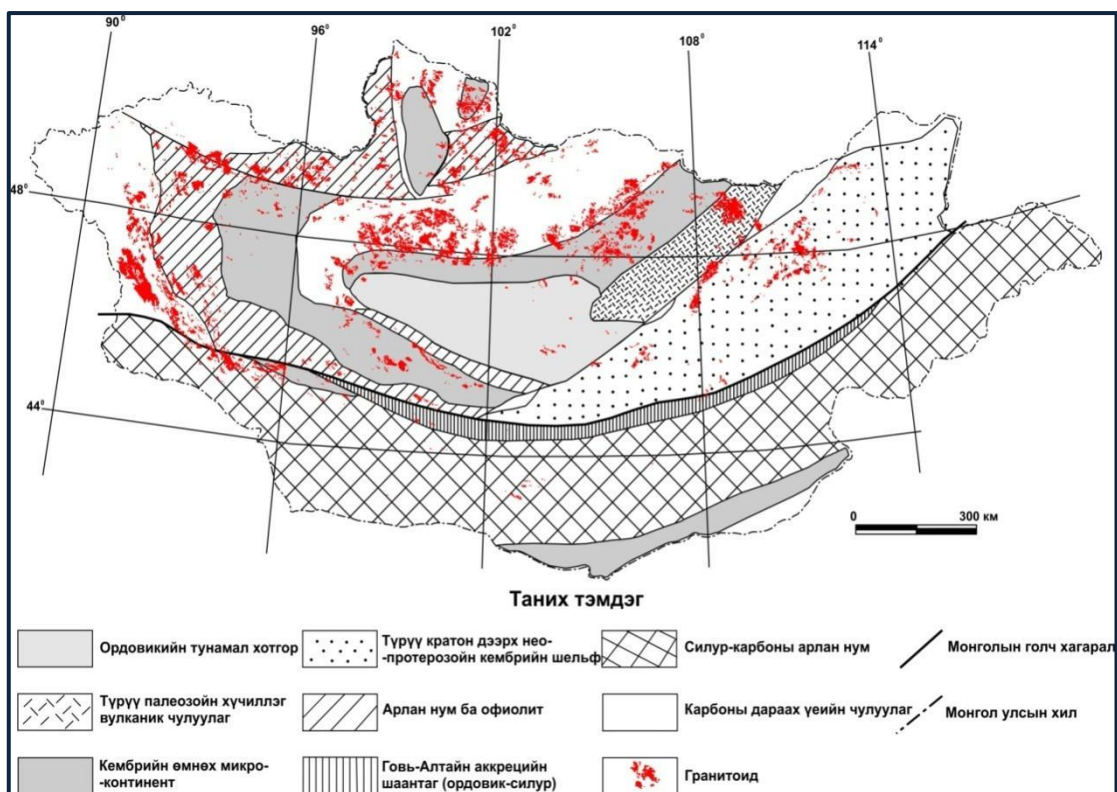 90°
96°
102°
108°
114°
48°
44°
0 300 км
Таних тэмдэг
Ордовикийн тунамал хотгор
Түрүү кратон дээрх нео-
-протерозойн кембрийн шельф
Силур-карбоны арлан нум
Монголын голч хагарал
Түрүү палеозойн хүчиллэг
вулканик чулуулаг
Арлан нум ба офиолит
Карбоны дараах үеийн чулуулаг
Монгол улсын хил
Кембрийн өмнөх микро-
-континент
Говь-Алтайн аккрецийн
шаантаг (ордовик-силур)
Гранитоид